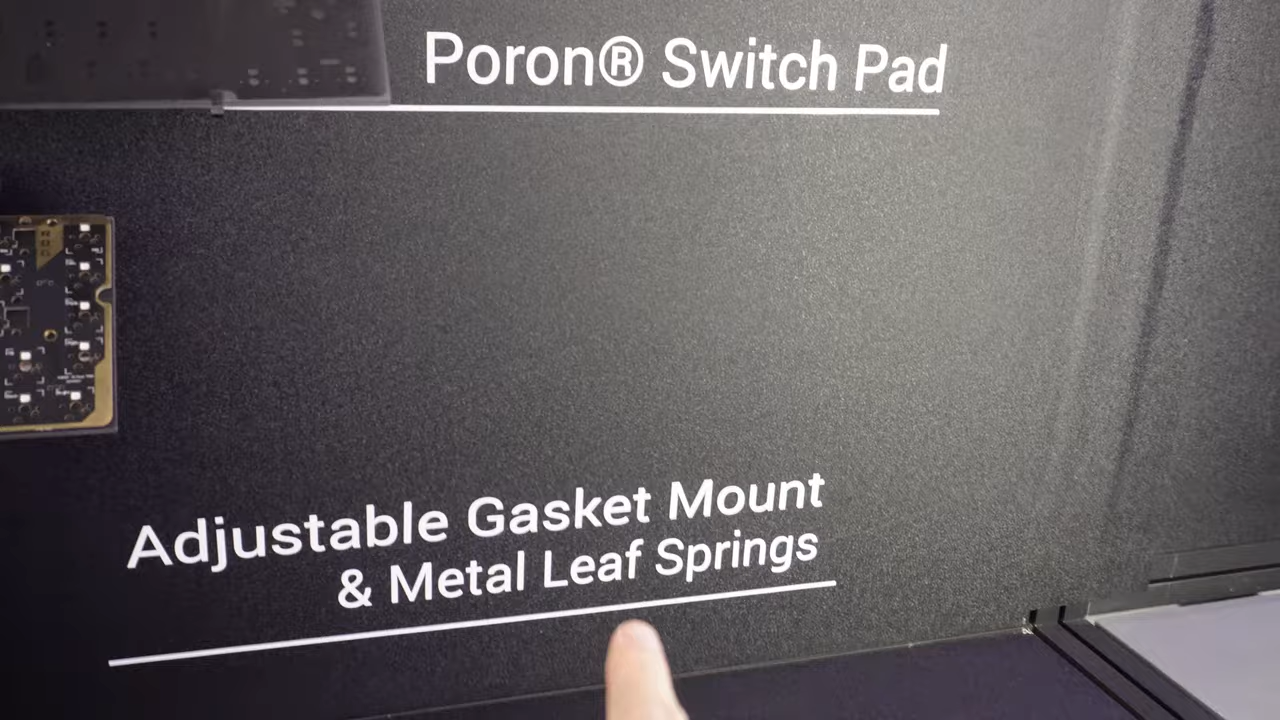 Poron® Switch Pad
Adjustable Gasket Mount
& Metal Leaf Springs